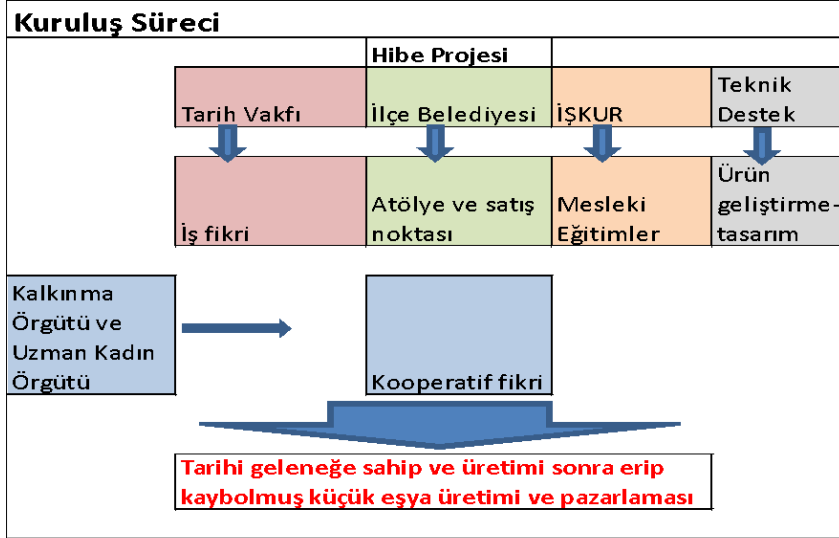 Kuruluş Süreci
Hibe Projesi
Tarih Vakfı
İlçe Belediyesi
İŞKUR
Teknik
Destek
İş fikri
Atölye ve satış
noktası
Mesleki
Eğitimler
Ürün
geliştirme-
tasarım
Kalkınma
Örgütü ve
Uzman Kadın
Örgütü
Kooperatif fikri
Tarihi geleneğe sahip ve üretimi sonra erip
kaybolmuş küçük eşya üretimi ve pazarlaması